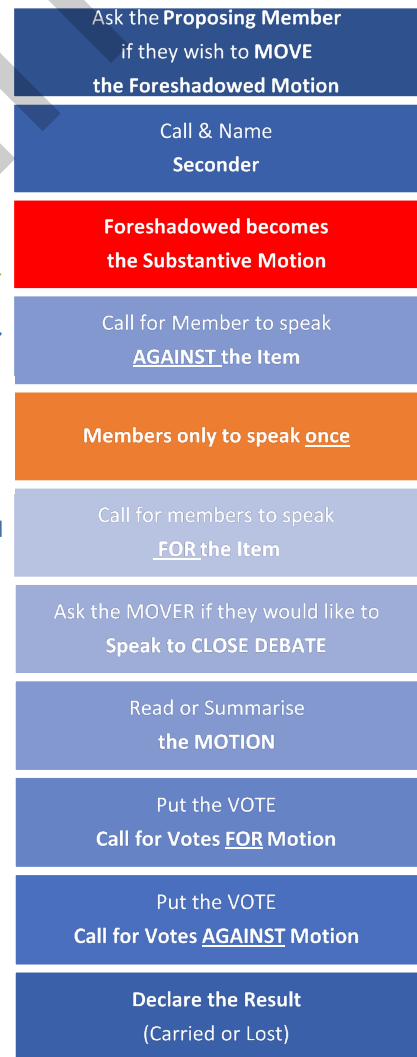 Ask the Proposing Member
if they wish to MOVE
the Foreshadowed Motion
Call & Name
Seconder
Foreshadowed becomes
the Substantive Motion
Call for Member to speak
AGAINST the Item
Members only to speak once
Call for members to speak
FOR the Item
Ask the MOVER if they would like to
Speak to CLOSE DEBATE
Read or Summarise
the MOTION
Put the VOTE
Call for Votes FOR Motion
Put the VOTE
Call for Votes AGAINST Motion
Declare the Result
(Carried or Lost)